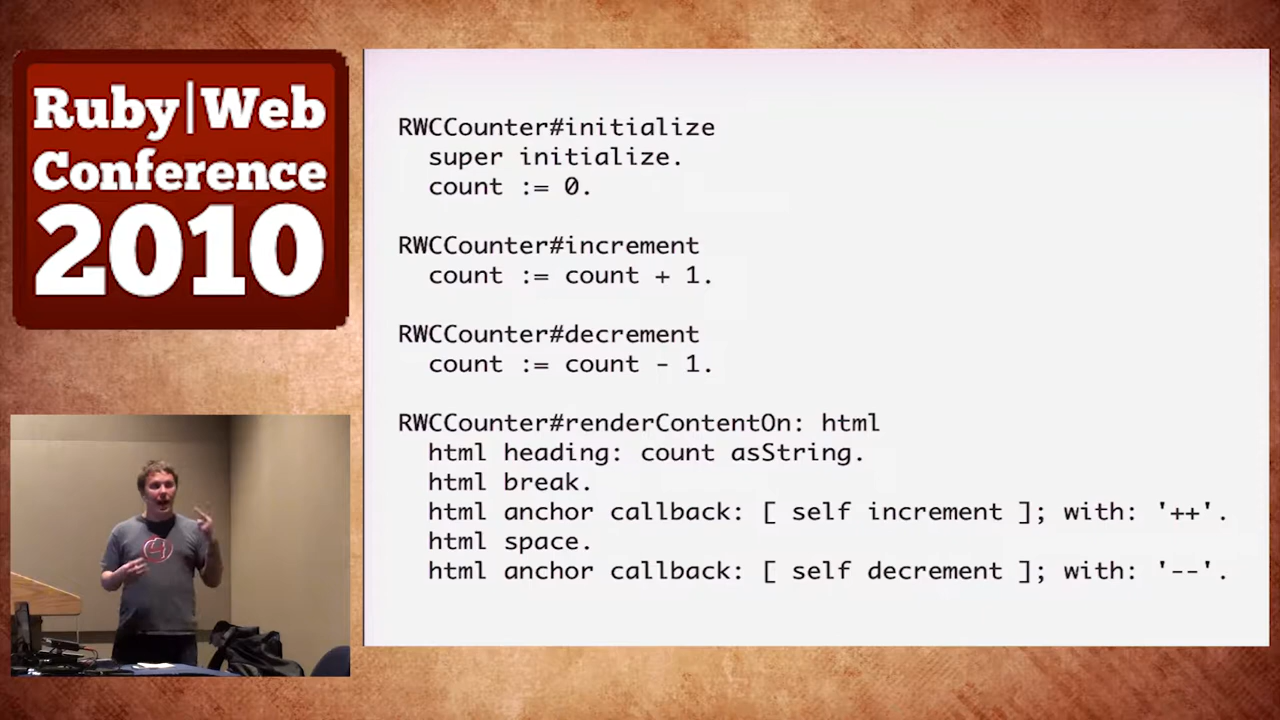 Ruby|Web
Conference
2010
RWCCounter#initialize
super initialize.
count := 0.
RWCCounter#increment
count := count + 1.
RWCCounter#decrement
count := count - 1.
RWCCounter#renderContentOn: html
html heading: count asString.
html break.
html anchor callback: [ self increment ]; with: '++'.
html space.
html anchor callback: [ self decrement ]; with: '--'.
4